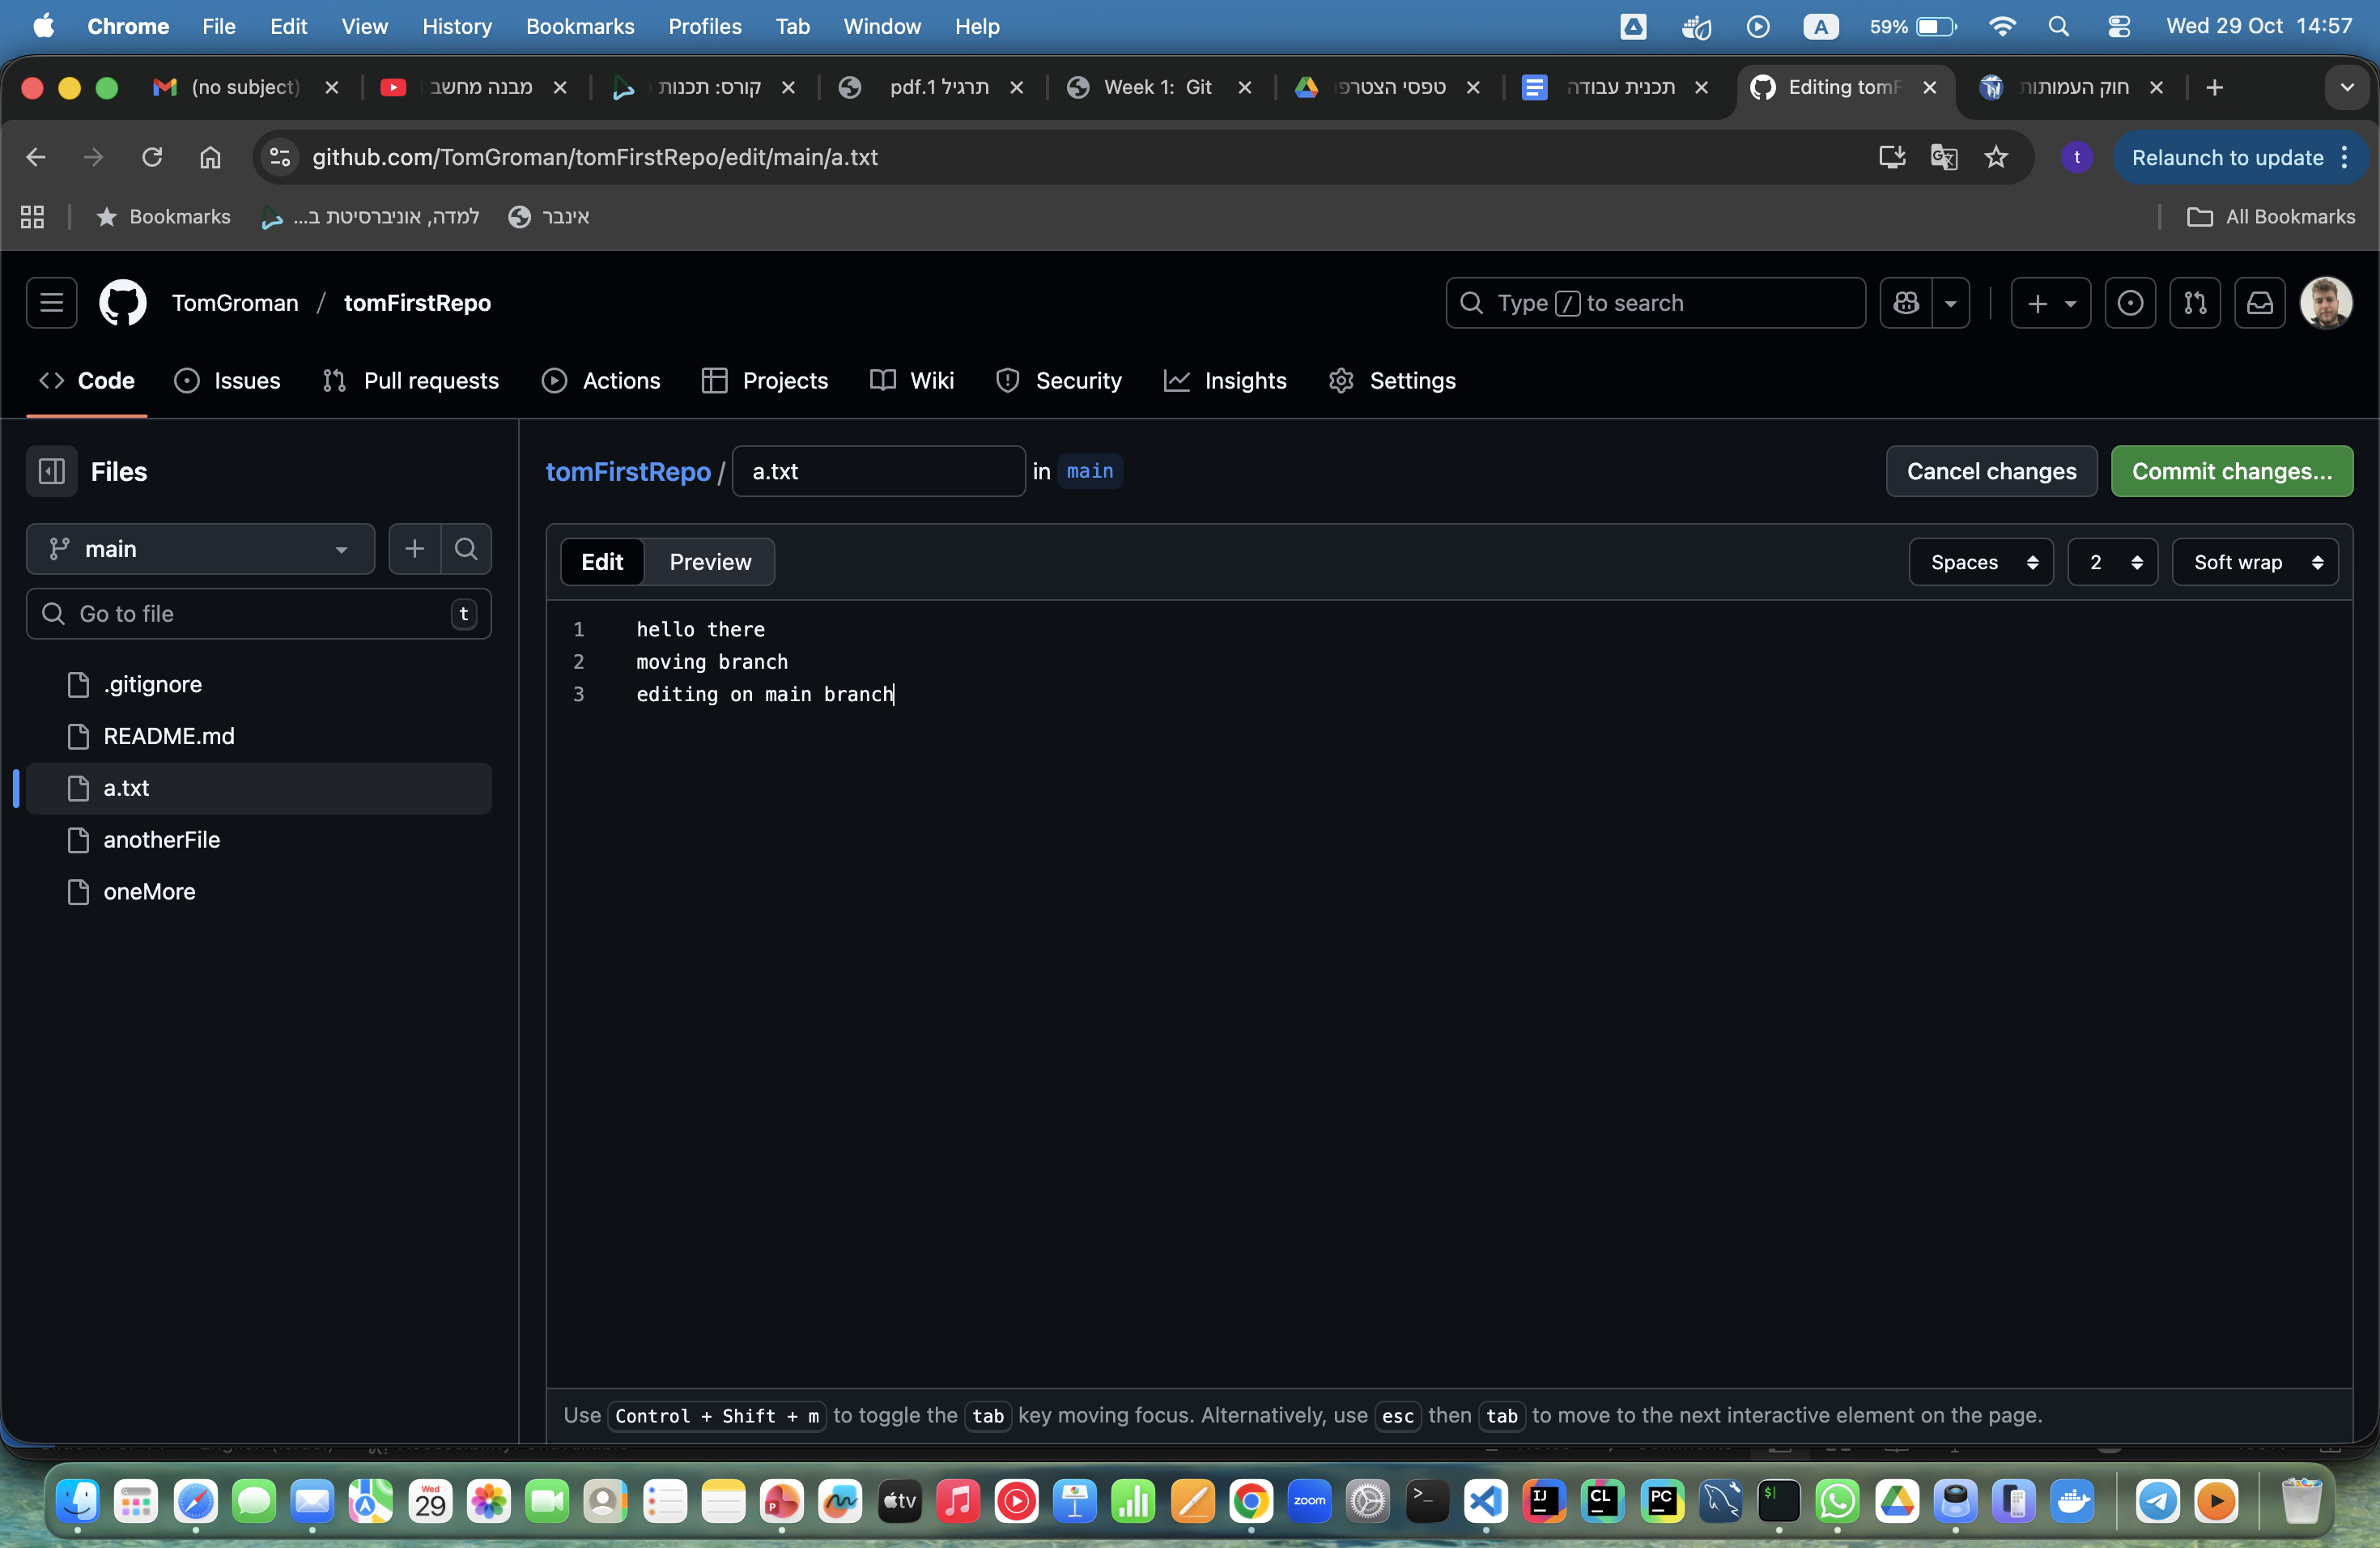 Chrome File Edit View History Bookmarks Profiles Tab Window Help A 59% Wed 29 Oct 14:57
(no subject) מבנה מחשב קורס: תכנות תרגיל 1.pdf Week 1: Git טפסי הצטרפו תכנית עבודה Editing tomF חוק העמותות
github.com/TomGroman/tomFirstRepo/edit/main/a.txt t Relaunch to update
Bookmarks למדה, אוניברסיטת ב... אינבר All Bookmarks
TomGroman / tomFirstRepo Type / to search
Code Issues Pull requests Actions Projects Wiki Security Insights Settings
Files tomFirstRepo / a.txt in main Cancel changes Commit changes...
main
Edit Preview Spaces 2 Soft wrap
Go to file t
1 hello there
2 moving branch
3 editing on main branch
.gitignore
README.md
a.txt
anotherFile
oneMore
Use Control + Shift + m to toggle the tab key moving focus. Alternatively, use esc then tab to move to the next interactive element on the page.
Wed 29 P tv zoom >_ IJ CL PC $